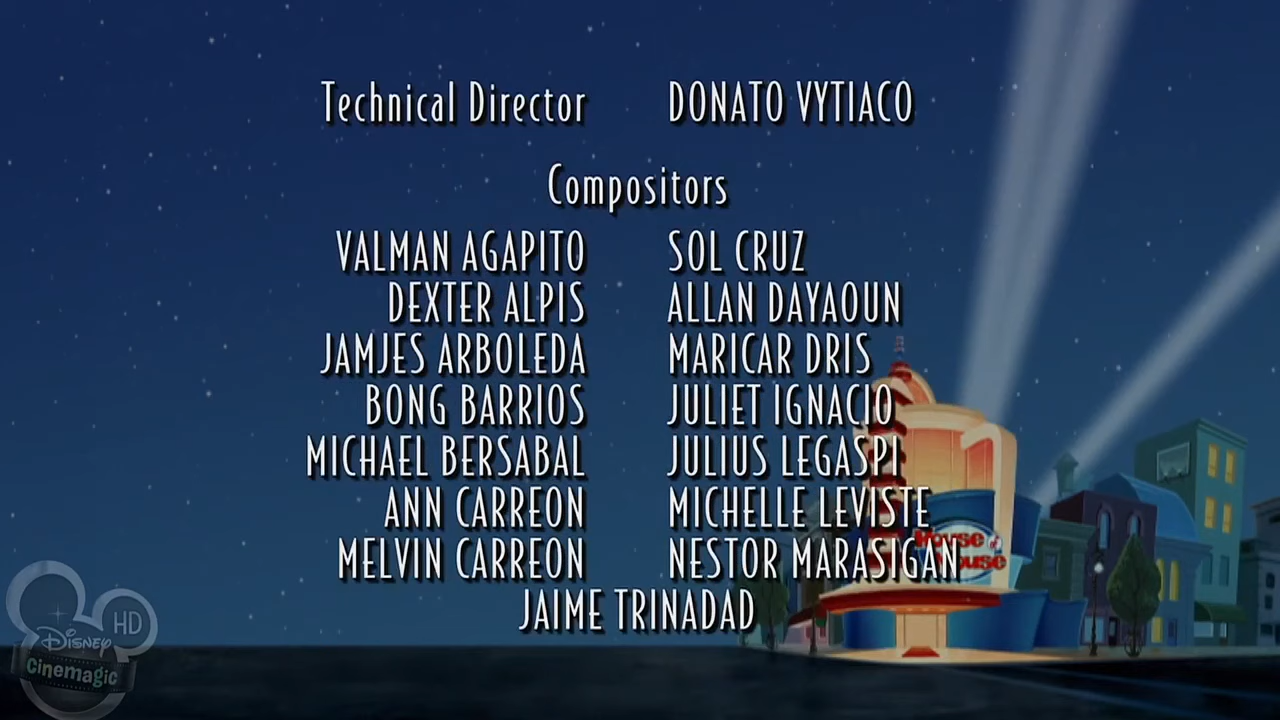 Technical Director DONATO VYTIACO
Compositors
VALMAN AGAPITO SOL CRUZ
DEXTER ALPIS ALLAN DAYAOUN
JAMJES ARBOLEDA MARICAR DRIS
BONG BARRIOS JULIET IGNACIO
MICHAEL BERSABAL JULIUS LEGASPI
ANN CARREON MICHELLE LEVISTE
MELVIN CARREON NESTOR MARASIGAN
JAIME TRINADAD
Mouse
House
HD
DISNEY
Cinemagic